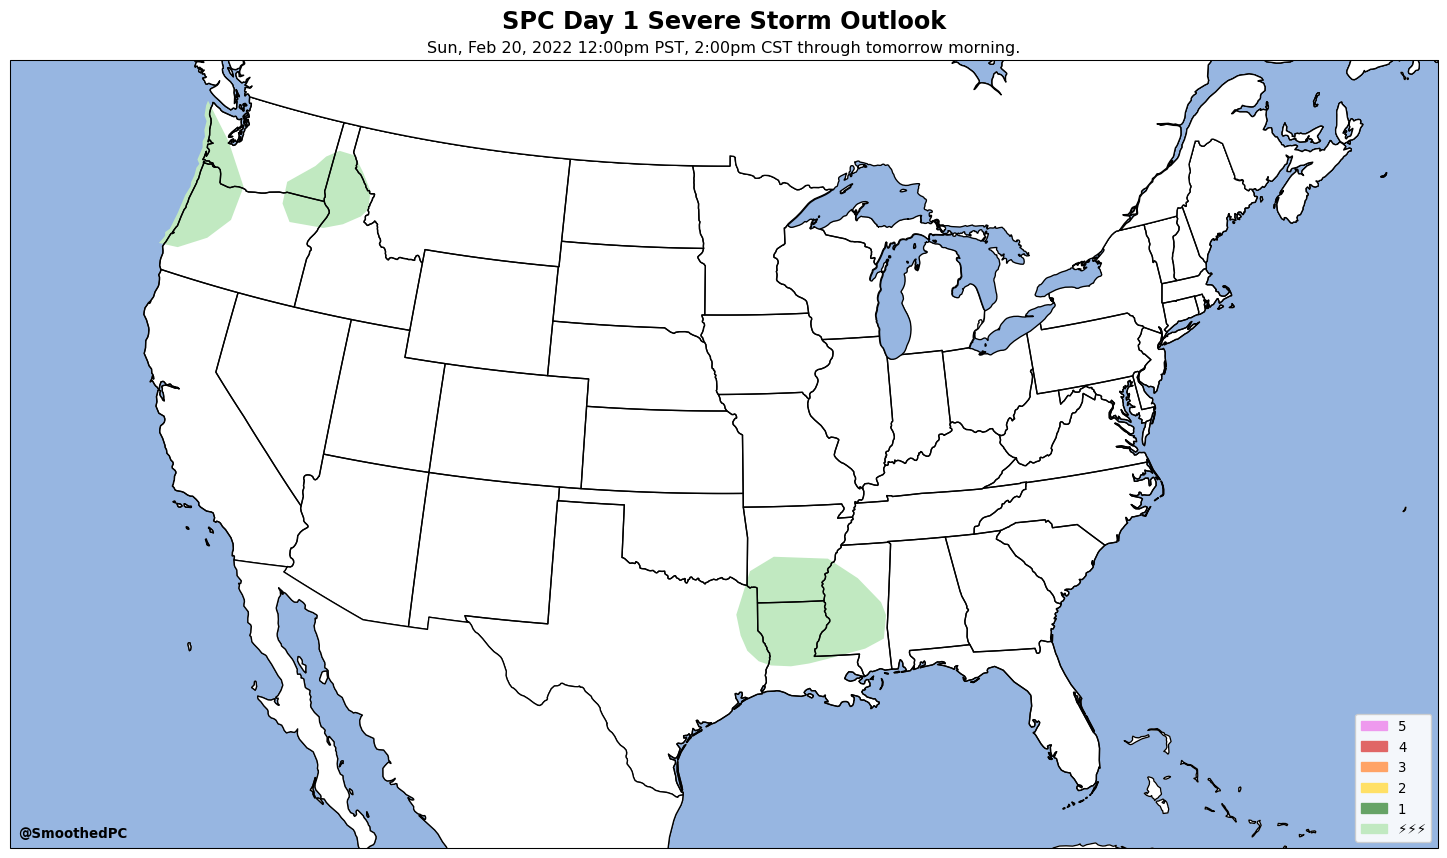 SPC Day 1 Severe Storm Outlook
Sun, Feb 20, 2022 12:00pm PST, 2:00pm CST through tomorrow morning.
5
4
3
2
1
⚡⚡⚡
@SmoothedPC